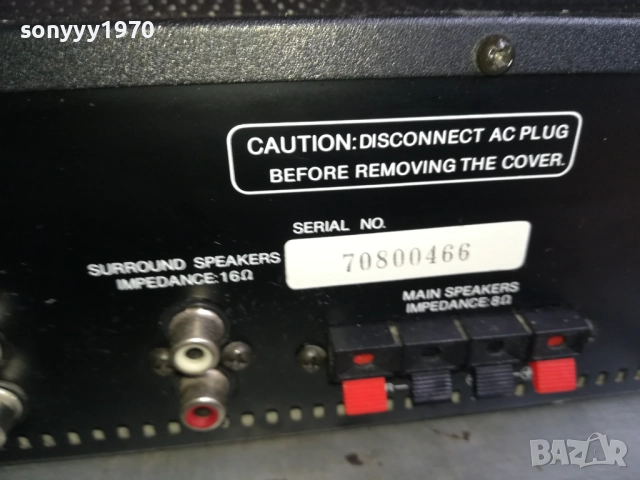 sonyyy1970
CAUTION: DISCONNECT AC PLUG
BEFORE REMOVING THE COVER.
SERIAL NO.
70800466
SURROUND SPEAKERS
IMPEDANCE:16Ω
MAIN SPEAKERS
IMPEDANCE:8Ω
BAZAR